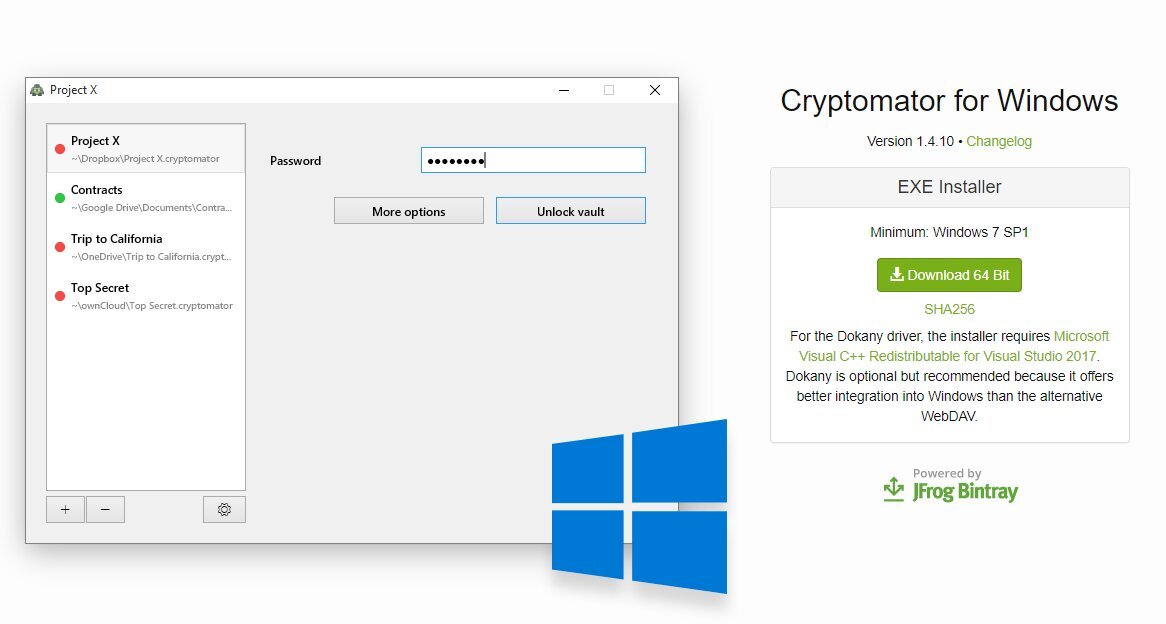 Project X
Project X
~\Dropbox\Project X.cryptomator
Contracts
~\Google Drive\Documents\Contra...
Trip to California
~\OneDrive\Trip to California.crypt...
Top Secret
~\ownCloud\Top Secret.cryptomator
+ −
Password
●●●●●●●●
More options
Unlock vault
Cryptomator for Windows
Version 1.4.10 • Changelog
EXE Installer
Minimum: Windows 7 SP1
Download 64 Bit
SHA256
For the Dokany driver, the installer requires Microsoft
Visual C++ Redistributable for Visual Studio 2017.
Dokany is optional but recommended because it offers
better integration into Windows than the alternative
WebDAV.
Powered by
JFrog Bintray